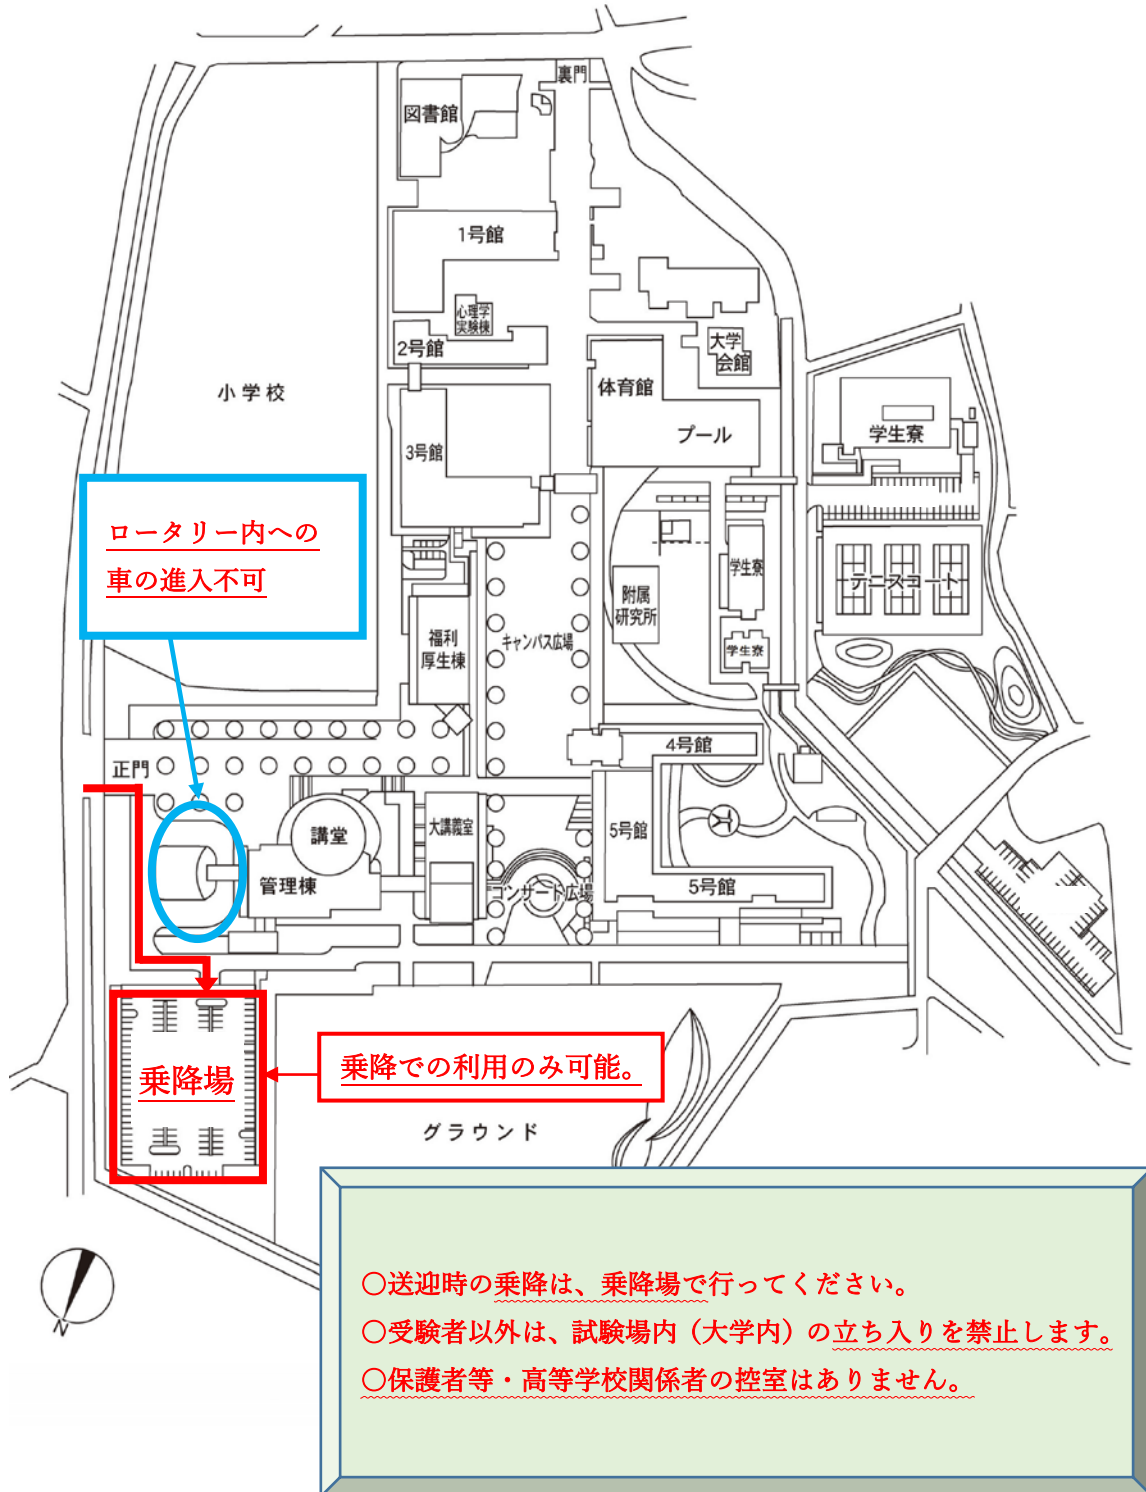 裏門
図書館
1号館
心理学
実験棟
2号館
大学
会館
小学校
体育館
プール
学生寮
3号館
ロータリー内への
車の進入不可
学生寮
テニスコート
附属
研究所
福利
厚生棟
キャンパス広場
学生寮
4号館
正門
講堂
大講義室
5号館
管理棟
コンサート広場
5号館
乗降場
乗降での利用のみ可能。
グラウンド
N
○送迎時の乗降は、乗降場で行ってください。
○受験者以外は、試験場内（大学内）の立ち入りを禁止します。
○保護者等・高等学校関係者の控室はありません。